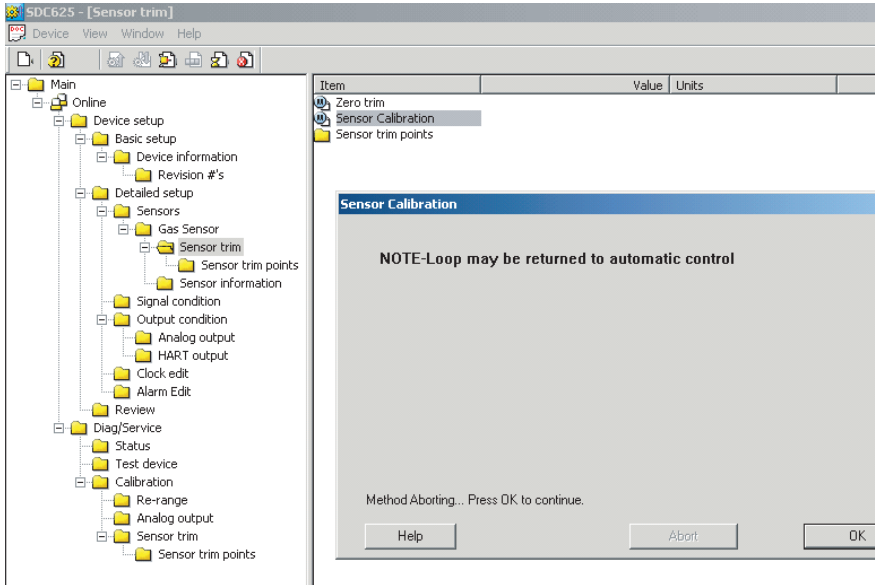 SDC625 - [Sensor trim]
Device View Window Help
Main
Online
Device setup
Basic setup
Device information
Revision #'s
Detailed setup
Sensors
Gas Sensor
Sensor trim
Sensor trim points
Sensor information
Signal condition
Output condition
Analog output
HART output
Clock edit
Alarm Edit
Review
Diag/Service
Status
Test device
Calibration
Re-range
Analog output
Sensor trim
Sensor trim points
Item Value Units
Zero trim
Sensor Calibration
Sensor trim points
Sensor Calibration
NOTE-Loop may be returned to automatic control
Method Aborting... Press OK to continue.
Help Abort OK